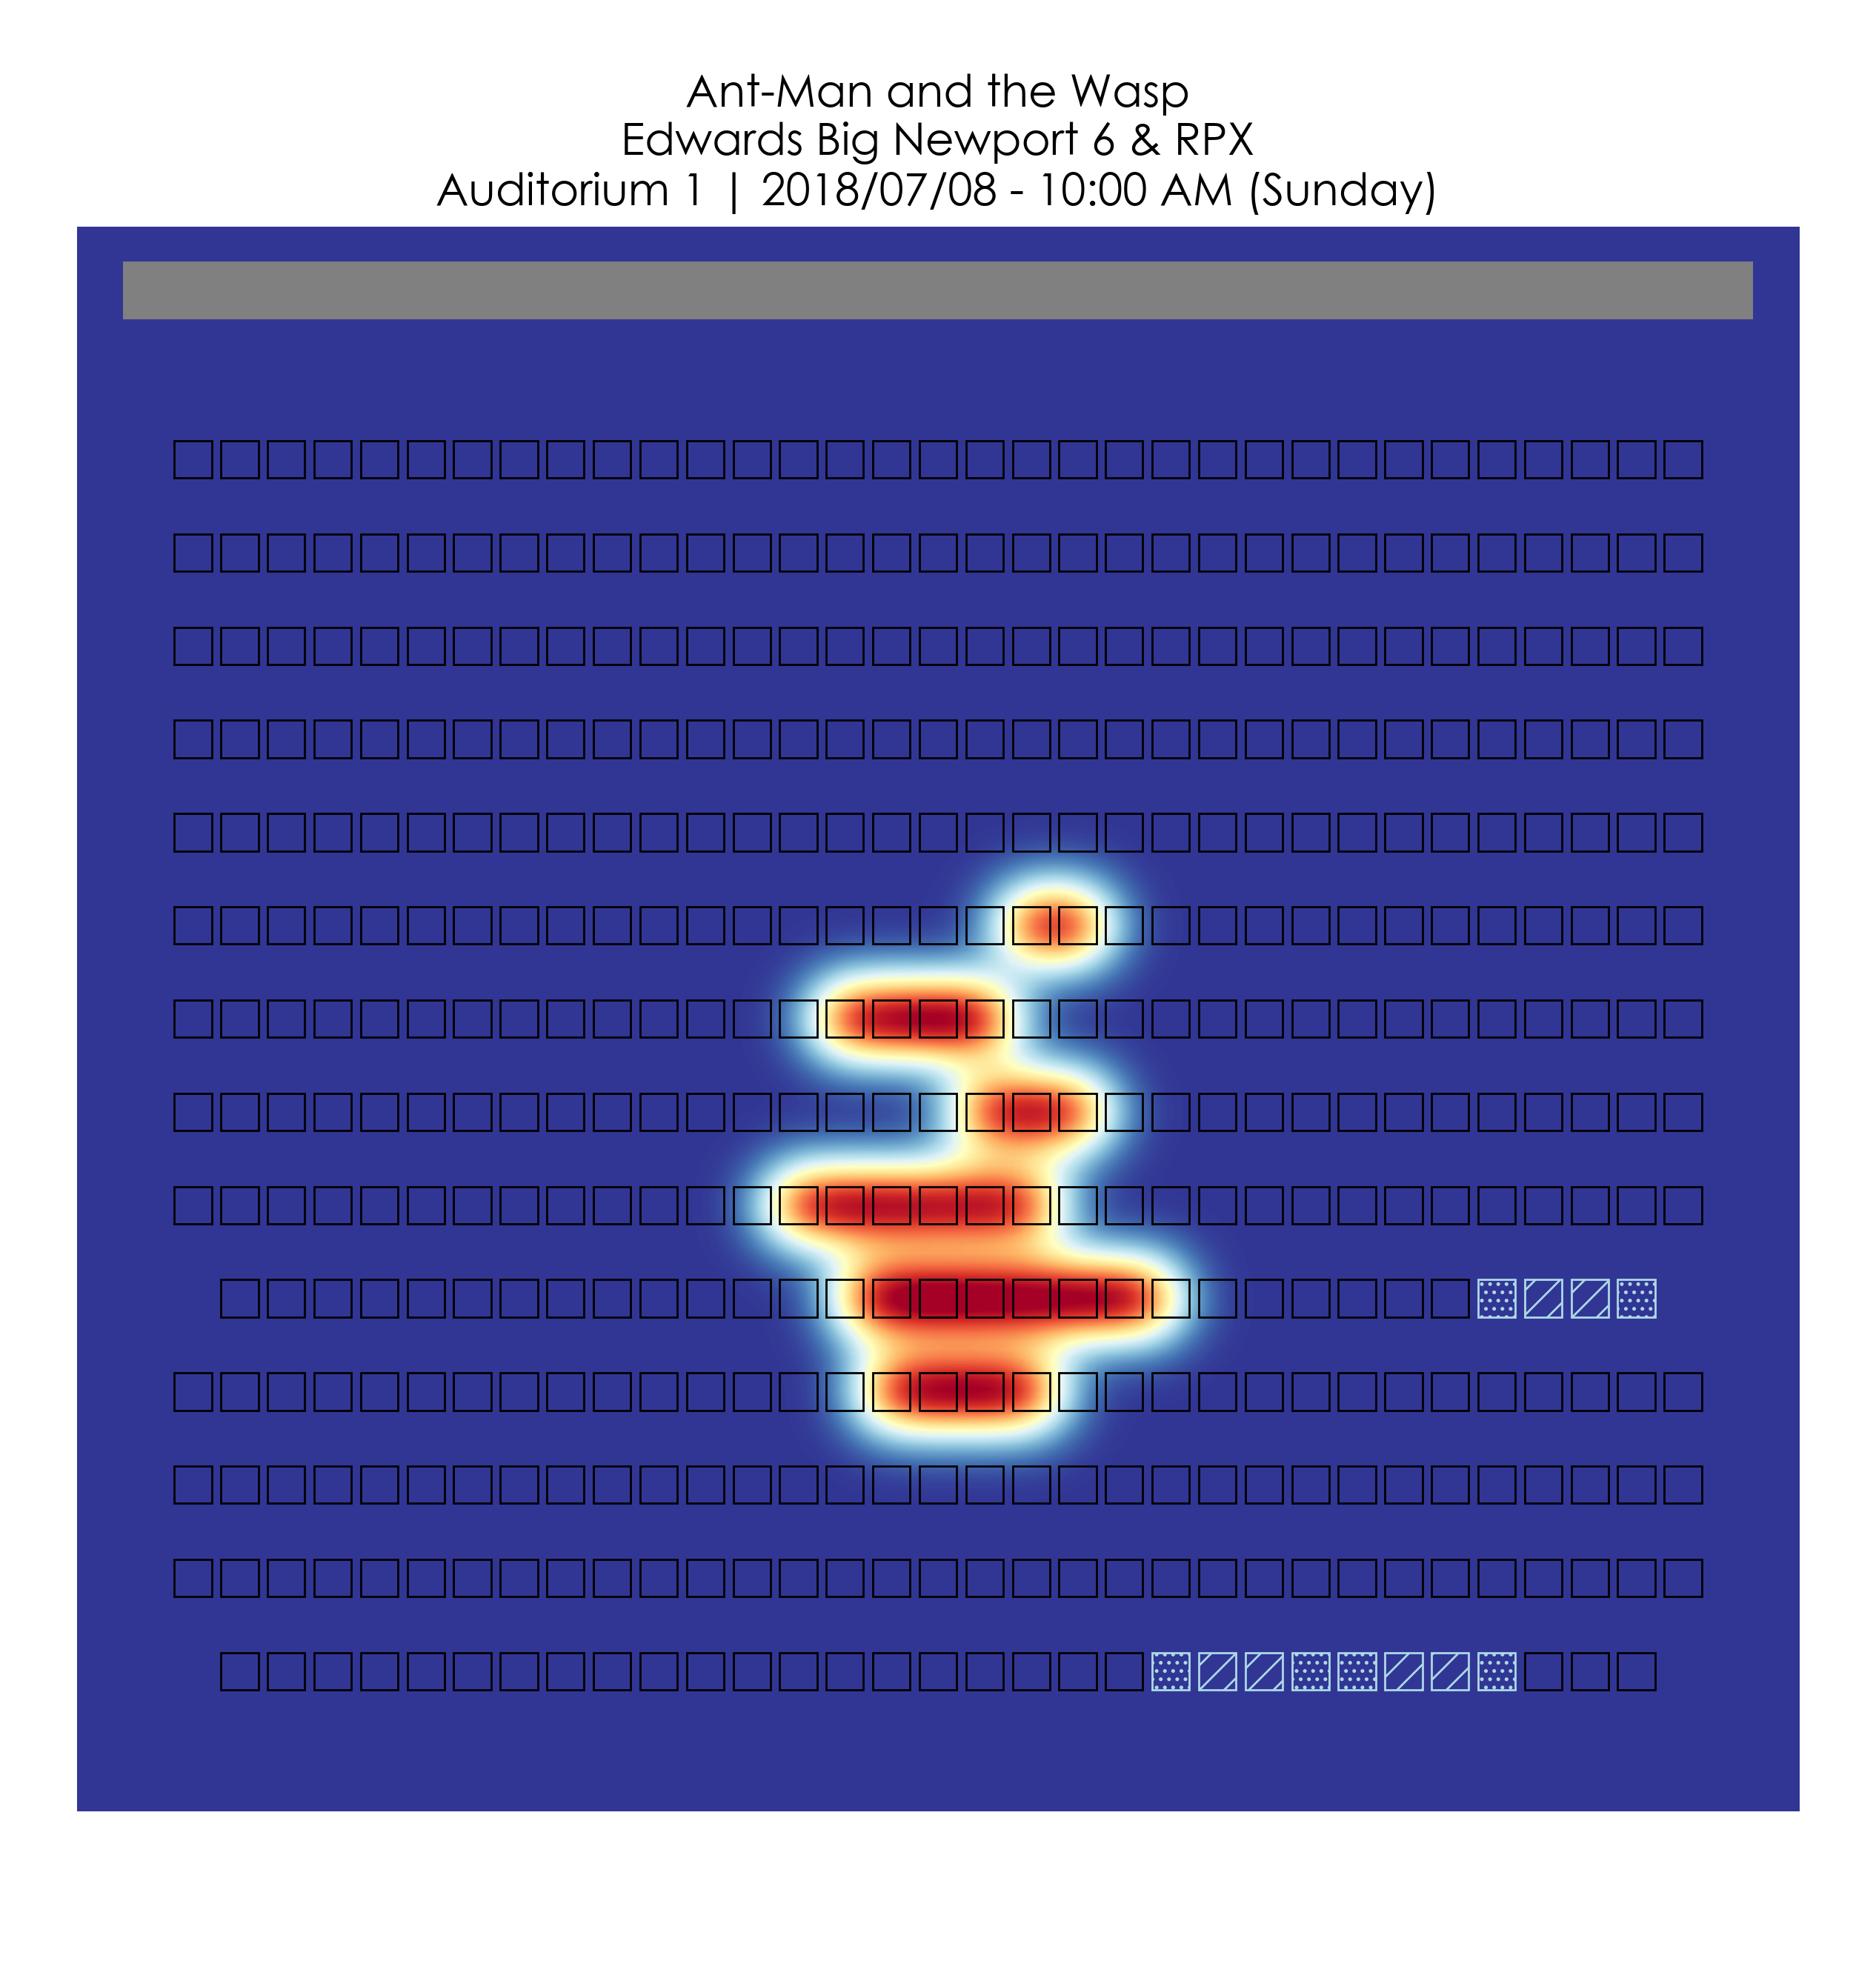 Ant-Man and the Wasp
Edwards Big Newport 6 & RPX
Auditorium 1 | 2018/07/08 - 10:00 AM (Sunday)